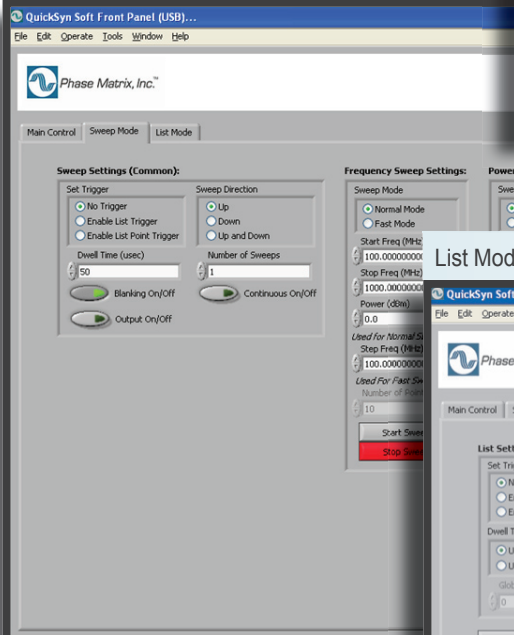 QuickSyn Soft Front Panel (USB)...
File Edit Operate Tools Window Help
Phase Matrix, Inc.™
Main Control Sweep Mode List Mode
Sweep Settings (Common):
Set Trigger
No Trigger
Enable List Trigger
Enable List Point Trigger
Dwell Time (usec)
50
Blanking On/Off
Output On/Off
Sweep Direction
Up
Down
Up and Down
Number of Sweeps
1
Continuous On/Off
Frequency Sweep Settings:
Sweep Mode
Normal Mode
Fast Mode
Start Freq (MHz)
100.000000000
Stop Freq (MHz)
1000.00000000
Power (dBm)
0.0
Used for Normal S
Step Freq (MHz)
100.000000000
Used For Fast Sw
Number of Point
10
Start Sweep
Stop Sweep
Power
Swe
List Mod
QuickSyn Soft
File Edit Operate
Phase
Main Control S
List Sett
Set Trig
N
E
E
Dwell T
U
U
Glob
0